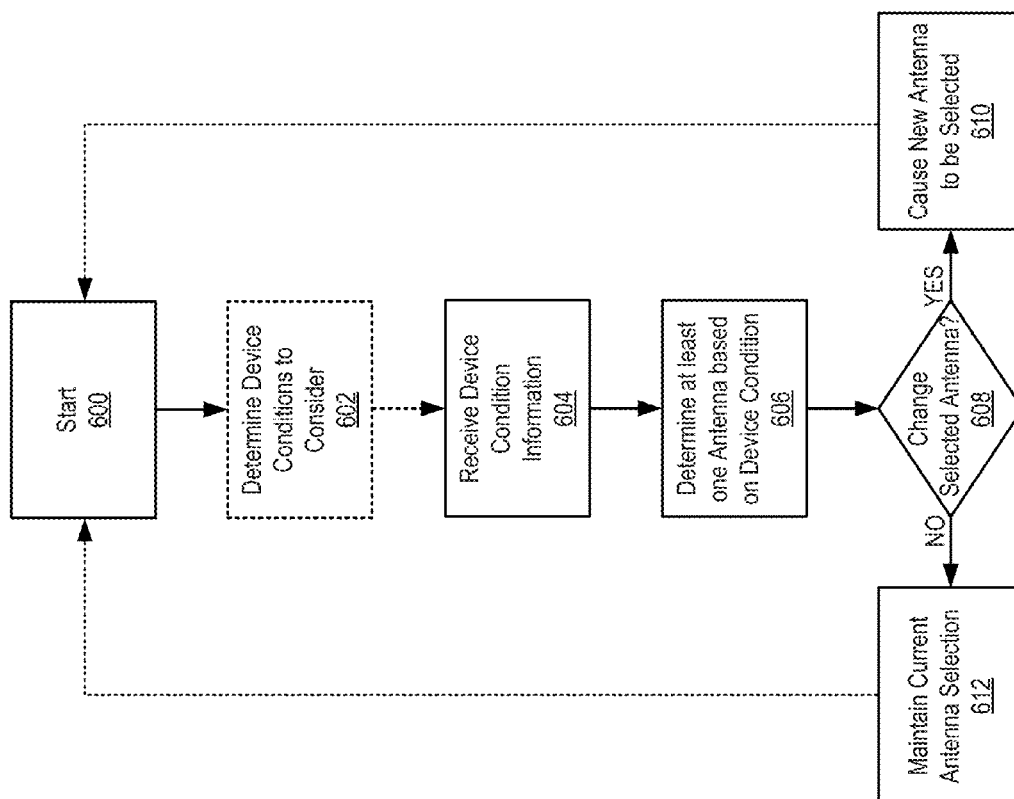 Start
600
Determine Device
Conditions to
Consider
602
Receive Device
Condition
Information
604
Determine at least
one Antenna based
on Device Condition
606
Change
Selected Antenna?
608
NO
YES
Maintain Current
Antenna Selection
612
Cause New Antenna
to be Selected
610